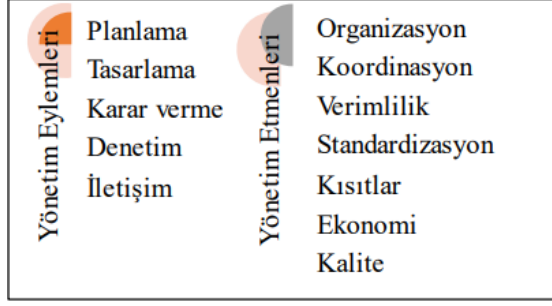 Yönetim Eylemleri
Planlama
Tasarlama
Karar verme
Denetim
İletişim
Yönetim Etmenleri
Organizasyon
Koordinasyon
Verimlilik
Standardizasyon
Kısıtlar
Ekonomi
Kalite